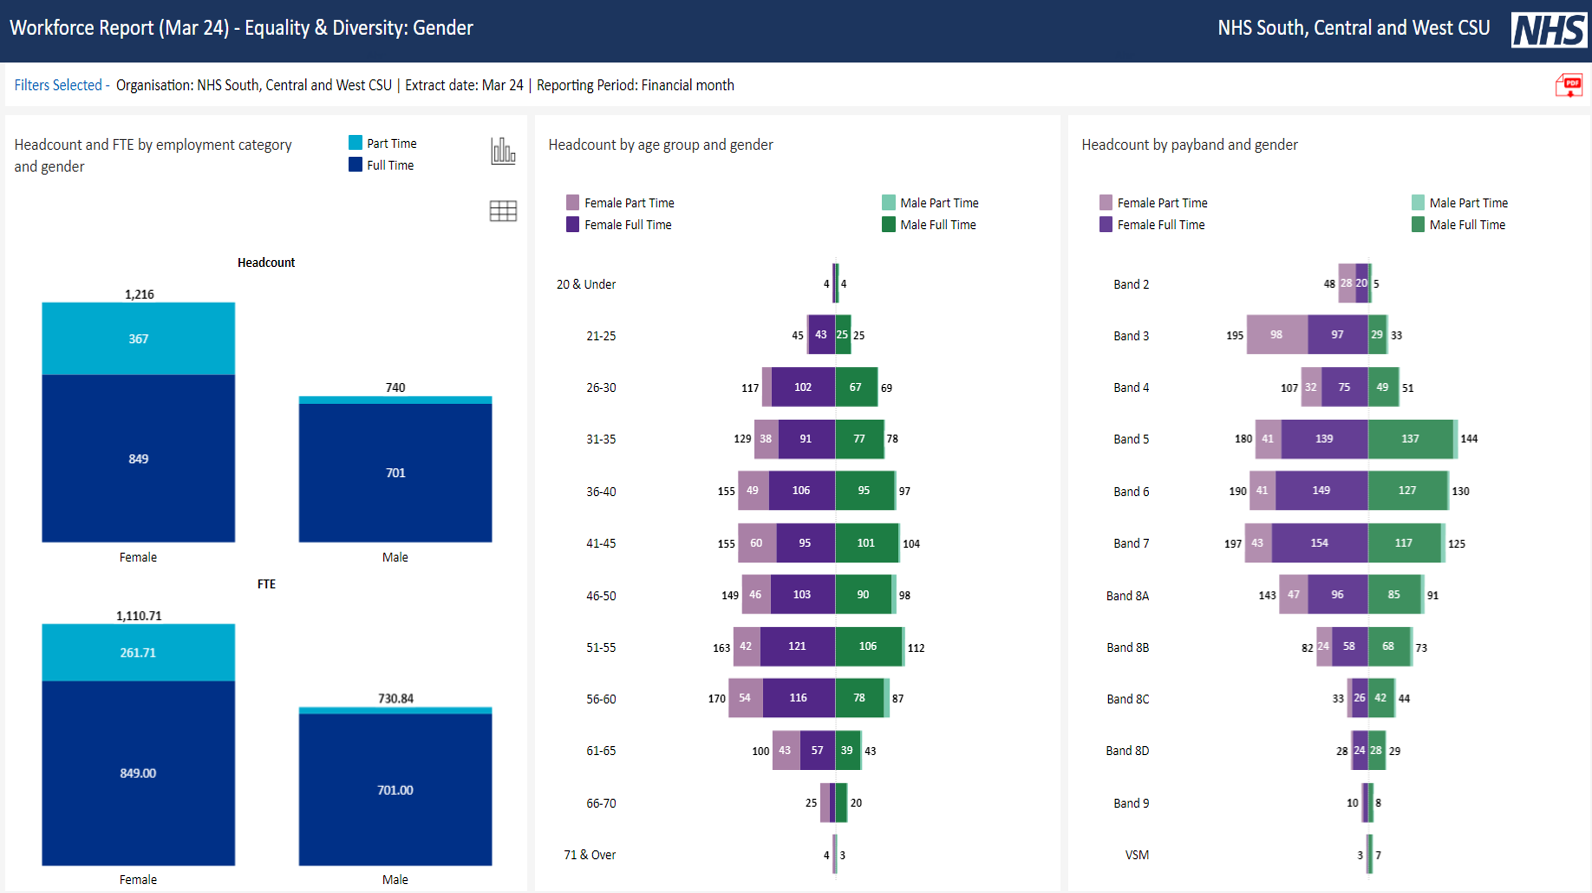 Workforce Report (Mar 24) - Equality & Diversity: Gender
NHS South, Central and West CSU
NHS
Filters Selected - Organisation: NHS South, Central and West CSU | Extract date: Mar 24 | Reporting Period: Financial month
PDF
Headcount and FTE by employment category
and gender
Part Time
Full Time
Headcount
1,216
367
849
740
701
Female
Male
FTE
1,110.71
261.71
849.00
730.84
701.00
Female
Male
Headcount by age group and gender
Female Part Time
Male Part Time
Female Full Time
Male Full Time
20 & Under 4 4
21-25 45 43 25 25
26-30 117 102 67 69
31-35 129 38 91 77 78
36-40 155 49 106 95 97
41-45 155 60 95 101 104
46-50 149 46 103 90 98
51-55 163 42 121 106 112
56-60 170 54 116 78 87
61-65 100 43 57 39 43
66-70 25 20
71 & Over 4 3
Headcount by payband and gender
Female Part Time
Male Part Time
Female Full Time
Male Full Time
Band 2 48 28 20 5
Band 3 195 98 97 29 33
Band 4 107 32 75 49 51
Band 5 180 41 139 137 144
Band 6 190 41 149 127 130
Band 7 197 43 154 117 125
Band 8A 143 47 96 85 91
Band 8B 82 24 58 68 73
Band 8C 33 26 42 44
Band 8D 28 24 28 29
Band 9 10 8
VSM 3 7